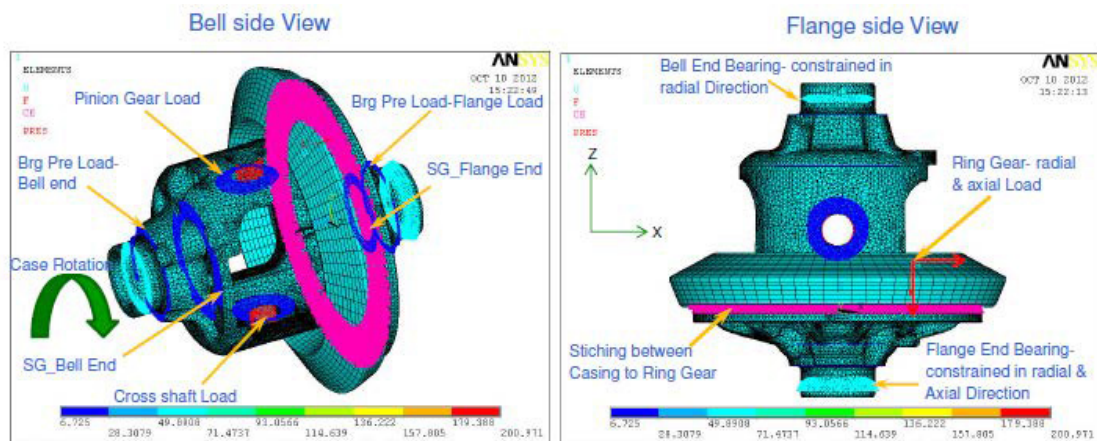 Bell side View
Flange side View
1
ANSYS
ELEMENTS
U
F
CE
PRES
OCT 10 2012
15:22:49
Pinion Gear Load
Brg Pre Load-Flange Load
Brg Pre Load-
Bell end
SG_Flange End
Case Rotation
SG_Bell End
Cross shaft Load
6.725
28.3079
49.8908
71.4737
93.0566
114.639
136.222
157.805
179.388
200.971
1
ANSYS
ELEMENTS
U
F
CE
PRES
OCT 10 2012
15:22:13
Bell End Bearing- constrained in
radial Direction
Ring Gear- radial
& axial Load
Z
X
Stiching between
Casing to Ring Gear
Flange End Bearing-
constrained in radial &
Axial Direction
6.725
28.3079
49.8908
71.4737
93.0566
114.639
136.222
157.805
179.388
200.971